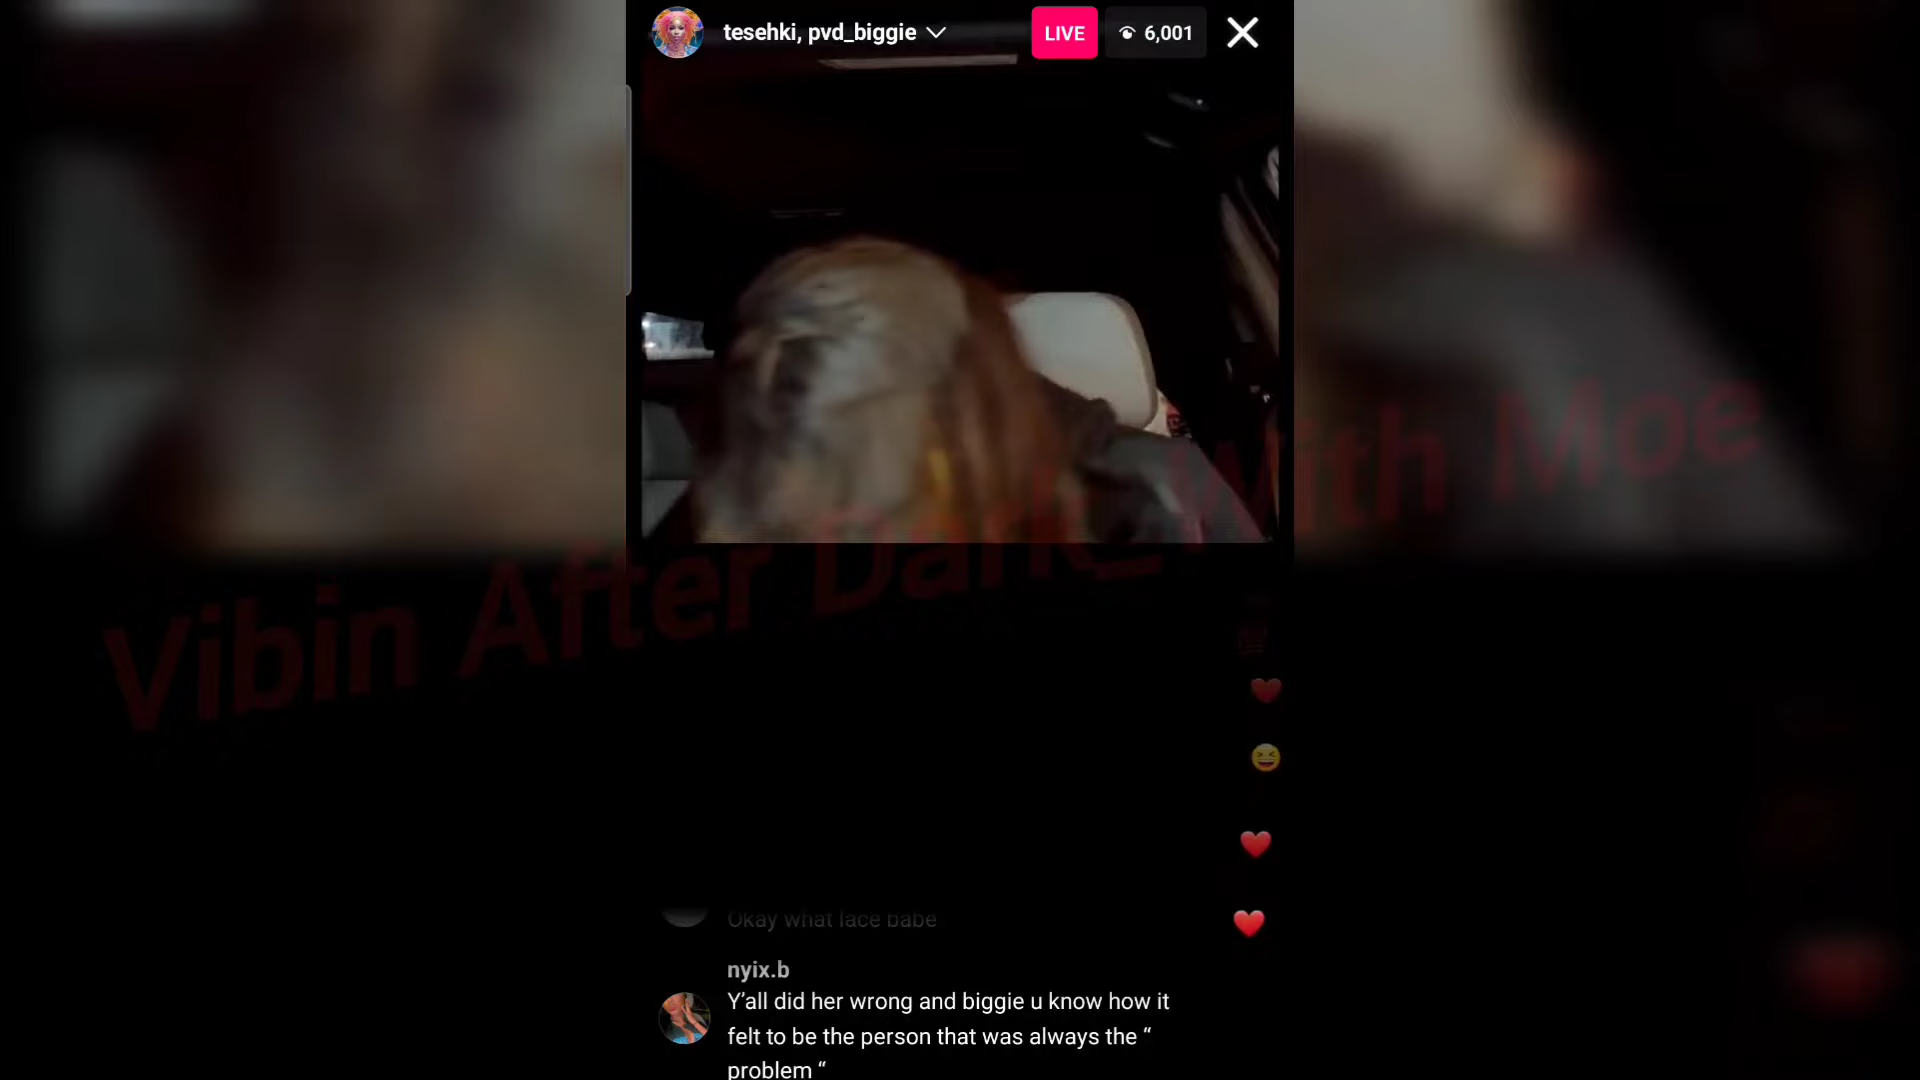 tesehki, pvd_biggie
LIVE
6,001
Vibin After Dark With Moe
Okay what lace babe
nyix.b
Y'all did her wrong and biggie u know how it
felt to be the person that was always the “
problem “